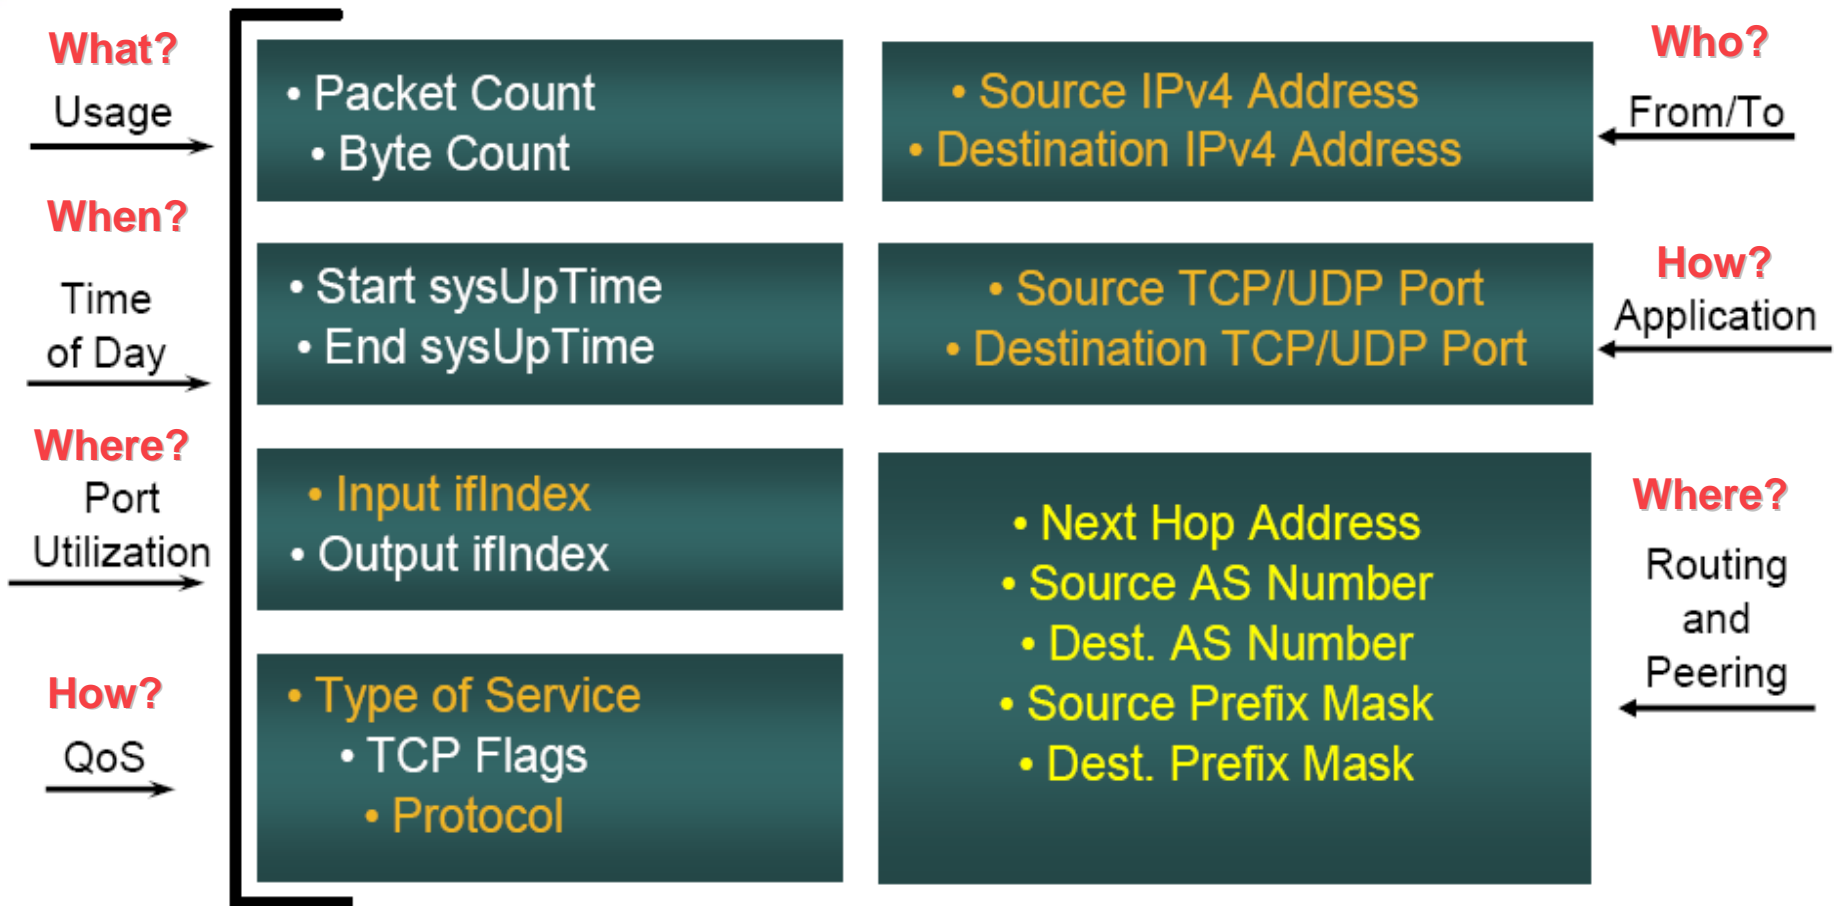 What?
Usage
• Packet Count
• Byte Count
• Source IPv4 Address
• Destination IPv4 Address
Who?
From/To
When?
Time
of Day
• Start sysUpTime
• End sysUpTime
• Source TCP/UDP Port
• Destination TCP/UDP Port
How?
Application
Where?
Port
Utilization
• Input ifIndex
• Output ifIndex
How?
QoS
• Type of Service
• TCP Flags
• Protocol
• Next Hop Address
• Source AS Number
• Dest. AS Number
• Source Prefix Mask
• Dest. Prefix Mask
Where?
Routing
and
Peering